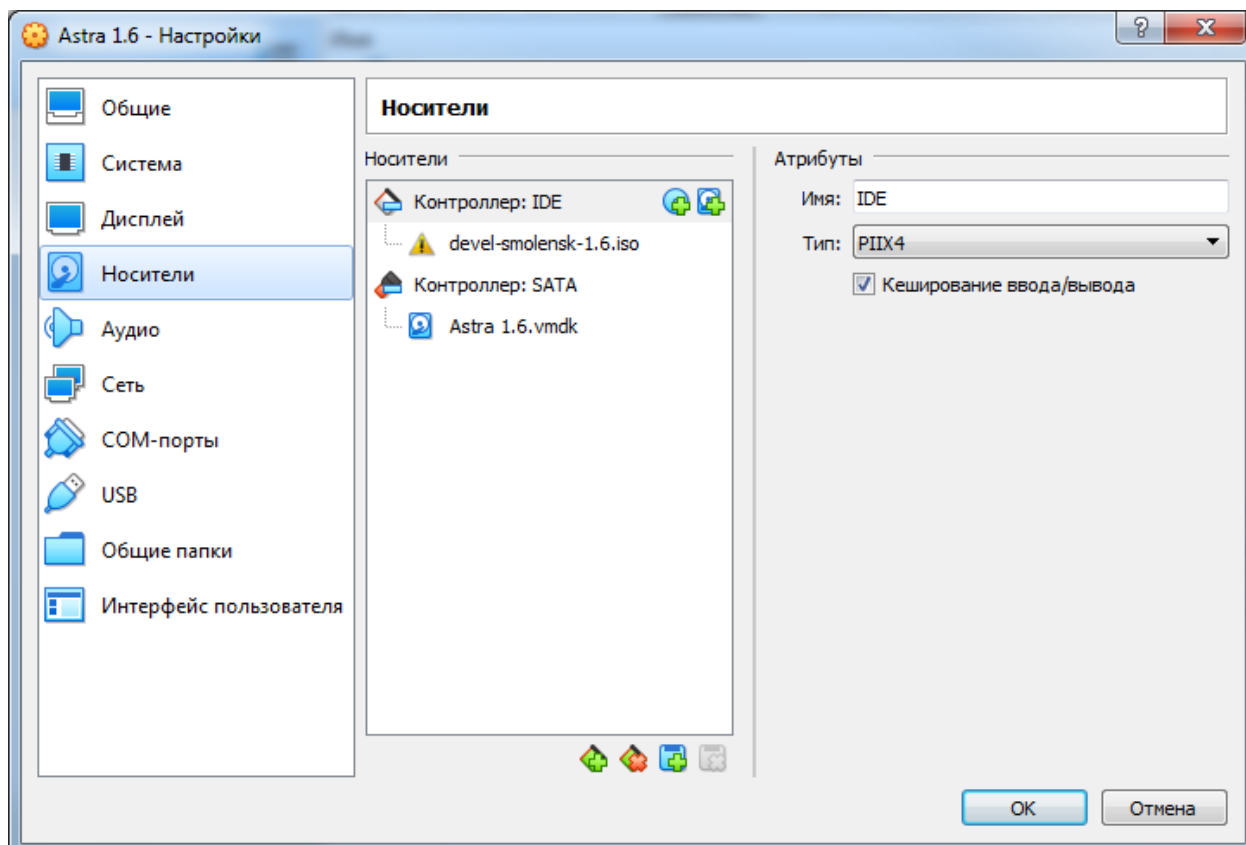 Astra 1.6 - Настройки
Общие
Система
Дисплей
Носители
Аудио
Сеть
COM-порты
USB
Общие папки
Интерфейс пользователя
Носители
Носители
Контроллер: IDE
devel-smolensk-1.6.iso
Контроллер: SATA
Astra 1.6.vmdk
Атрибуты
Имя: IDE
Тип: PIIX4
Кеширование ввода/вывода
OK
Отмена